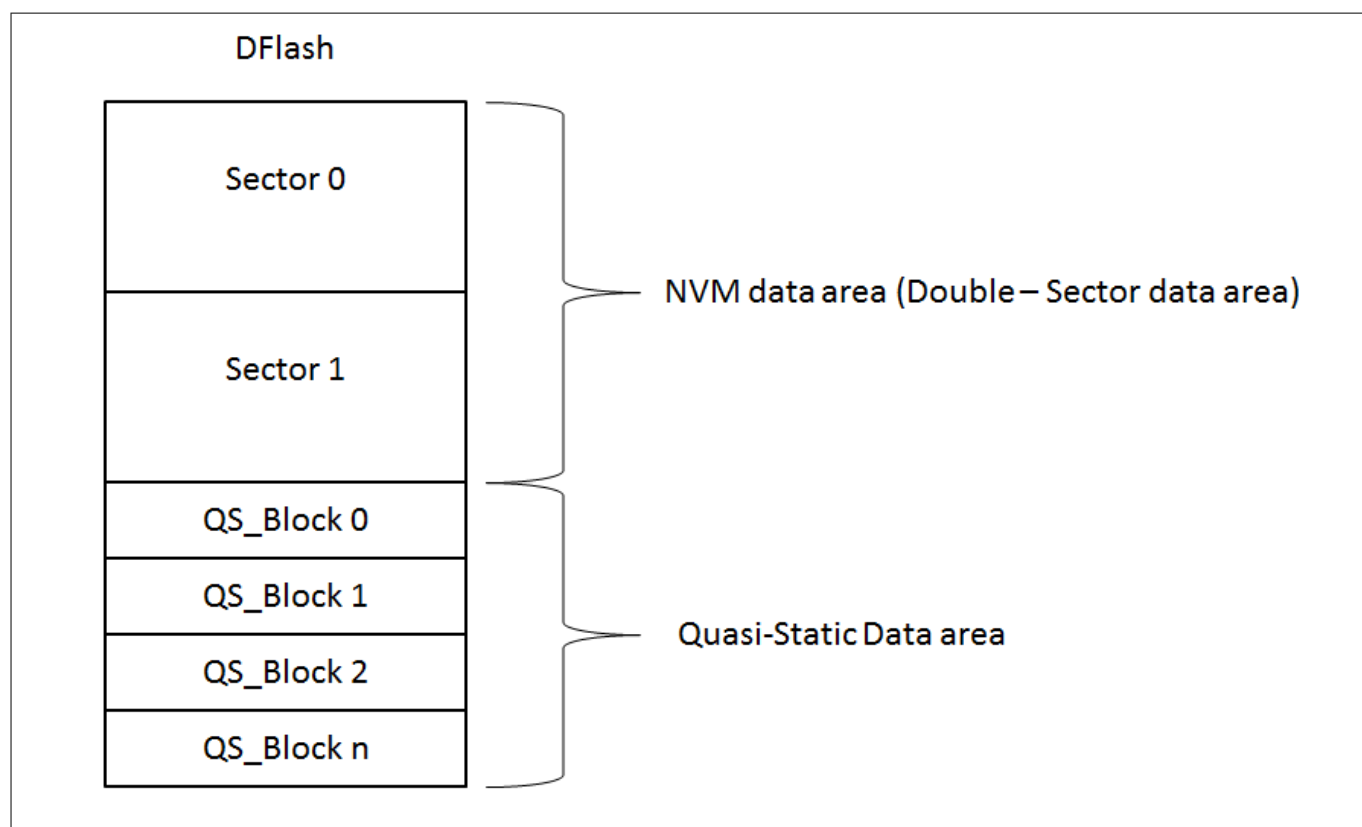 DFlash
Sector 0
Sector 1
NVM data area (Double – Sector data area)
QS_Block 0
QS_Block 1
QS_Block 2
QS_Block n
Quasi-Static Data area